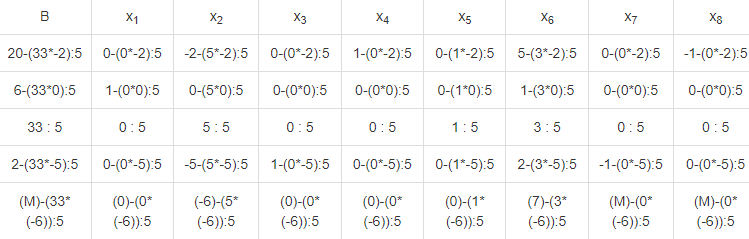 B x₁ x₂ x₃ x₄ x₅ x₆ x₇ x₈
20-(33*-2):5 0-(0*-2):5 -2-(5*-2):5 0-(0*-2):5 1-(0*-2):5 0-(1*-2):5 5-(3*-2):5 0-(0*-2):5 -1-(0*-2):5
6-(33*0):5 1-(0*0):5 0-(5*0):5 0-(0*0):5 0-(0*0):5 0-(1*0):5 1-(3*0):5 0-(0*0):5 0-(0*0):5
33 : 5 0 : 5 5 : 5 0 : 5 0 : 5 1 : 5 3 : 5 0 : 5 0 : 5
2-(33*-5):5 0-(0*-5):5 -5-(5*-5):5 1-(0*-5):5 0-(0*-5):5 0-(1*-5):5 2-(3*-5):5 -1-(0*-5):5 0-(0*-5):5
(M)-(33* (0)-(0* (-6)-(5* (0)-(0* (0)-(0* (0)-(1* (7)-(3* (M)-(0* (M)-(0*
(-6)):5 (-6)):5 (-6)):5 (-6)):5 (-6)):5 (-6)):5 (-6)):5 (-6)):5 (-6)):5